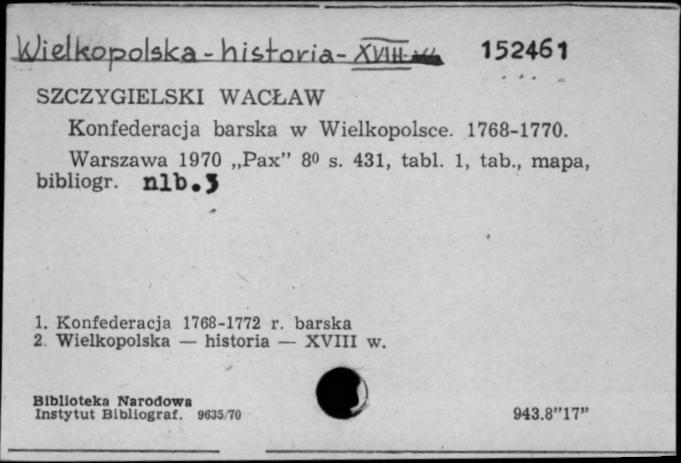 Wielkopolska - historia - XVIII w. 152461
SZCZYGIELSKI WACŁAW
Konfederacja barska w Wielkopolsce. 1768-1770.
Warszawa 1970 „Pax” 8⁰ s. 431, tabl. 1, tab., mapa,
bibliogr. nlb.3
1. Konfederacja 1768-1772 r. barska
2. Wielkopolska — historia — XVIII w.
Biblioteka Narodowa
Instytut Bibliograf. 9635/70
943.8”17”